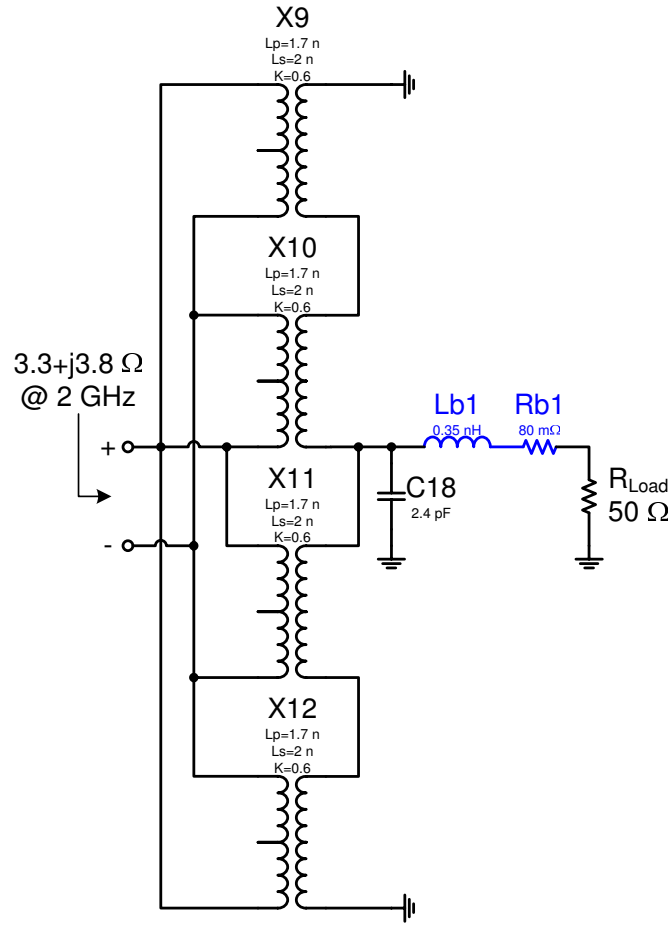 X9
Lp=1.7 n
Ls=2 n
K=0.6
X10
Lp=1.7 n
Ls=2 n
K=0.6
3.3+j3.8 Ω
@ 2 GHz
+
-
Lb1
0.35 nH
Rb1
80 mΩ
X11
Lp=1.7 n
Ls=2 n
K=0.6
C18
2.4 pF
RLoad
50 Ω
X12
Lp=1.7 n
Ls=2 n
K=0.6